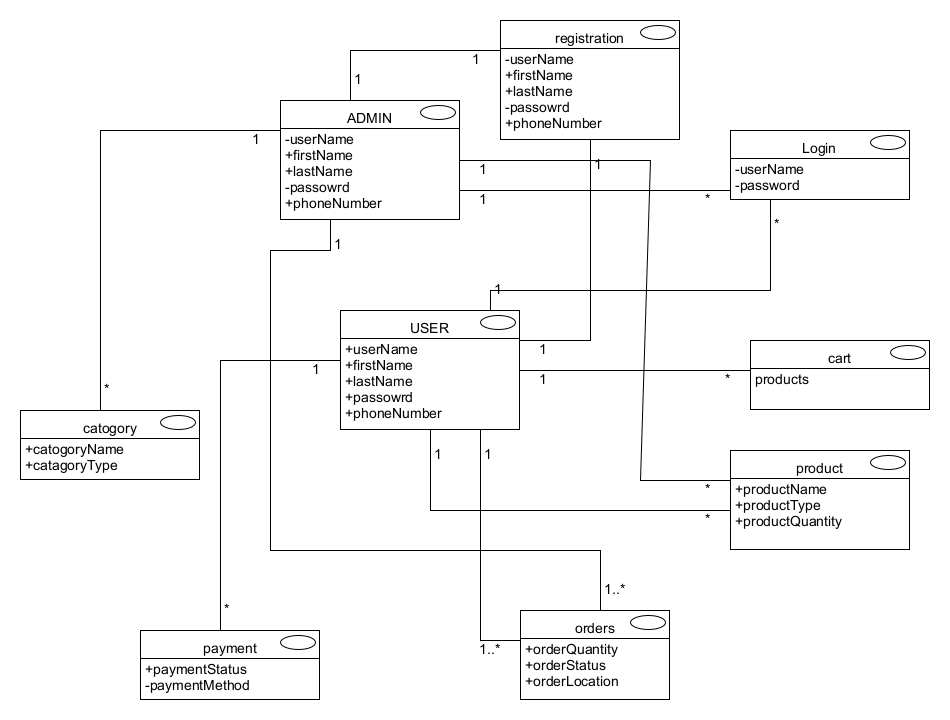 registration
-userName
+firstName
+lastName
-passowrd
+phoneNumber
1
1
ADMIN
-userName
+firstName
+lastName
-passowrd
+phoneNumber
1
1
1
1
1
Login
-userName
-password
*
*
1
USER
+userName
+firstName
+lastName
+passowrd
+phoneNumber
1
1
1
1
1
1
*
cart
products
*
catogory
+catogoryName
+catagoryType
product
+productName
+productType
+productQuantity
*
*
1..*
*
payment
+paymentStatus
-paymentMethod
1..*
orders
+orderQuantity
+orderStatus
+orderLocation